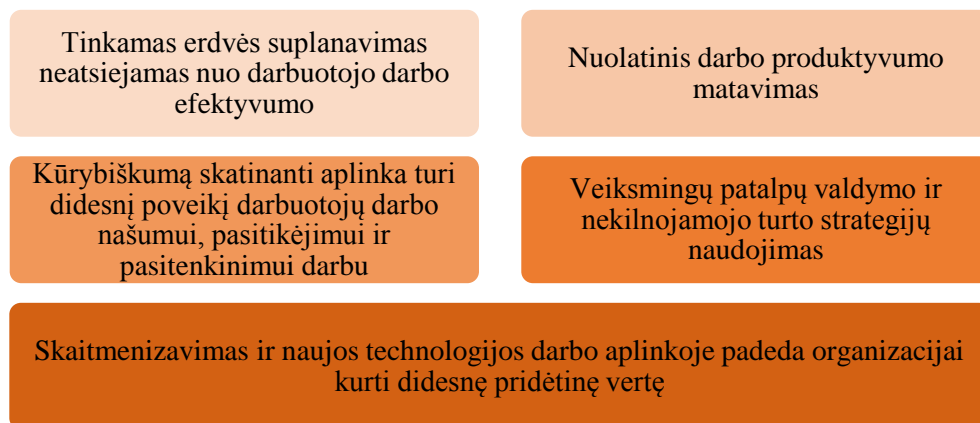 Tinkamas erdvės suplanavimas
neatsiejamas nuo darbuotojo darbo
efektyvumo
Nuolatinis darbo produktyvumo
matavimas
Kūrybiškumą skatinanti aplinka turi
didesnį poveikį darbuotojų darbo
našumui, pasitikėjimui ir
pasitenkinimui darbu
Veiksmingų patalpų valdymo ir
nekilnojamojo turto strategijų
naudojimas
Skaitmenizavimas ir naujos technologijos darbo aplinkoje padeda organizacijai
kurti didesnę pridėtinę vertę